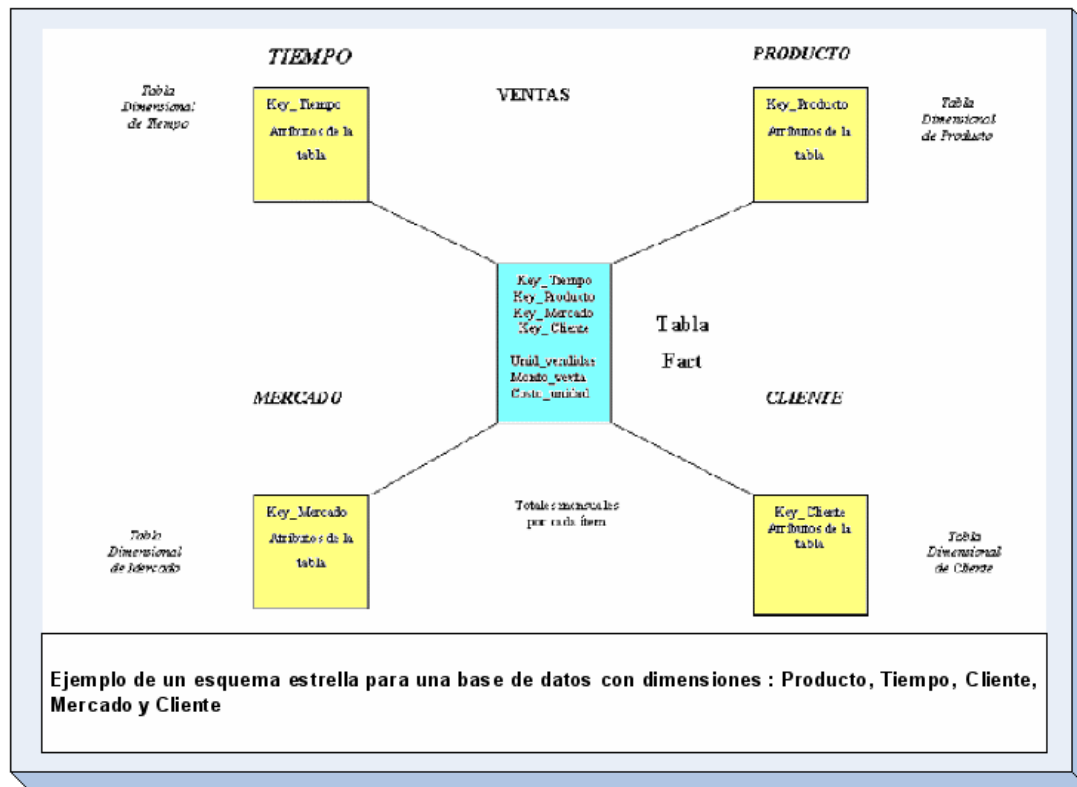 TIEMPO
PRODUCTO
VENTAS
Tabla
Dimensional
de Tiempo
Key_Tiempo
Atributos de la
tabla
Key_Producto
Atributos de la
tabla
Tabla
Dimensional
de Producto
Key_Tiempo
Key_Producto
Key_Mercado
Key_Cliente
Unid_vendidas
Monto_venta
Costo_unidad
Tabla
Fact
MERCADO
CLIENTE
Tabla
Dimensional
de Mercado
Key_Mercado
Atributos de la
tabla
Totales mensuales
por cada ítem
Key_Cliente
Atributos de la
tabla
Tabla
Dimensional
de Cliente
Ejemplo de un esquema estrella para una base de datos con dimensiones : Producto, Tiempo, Cliente,
Mercado y Cliente